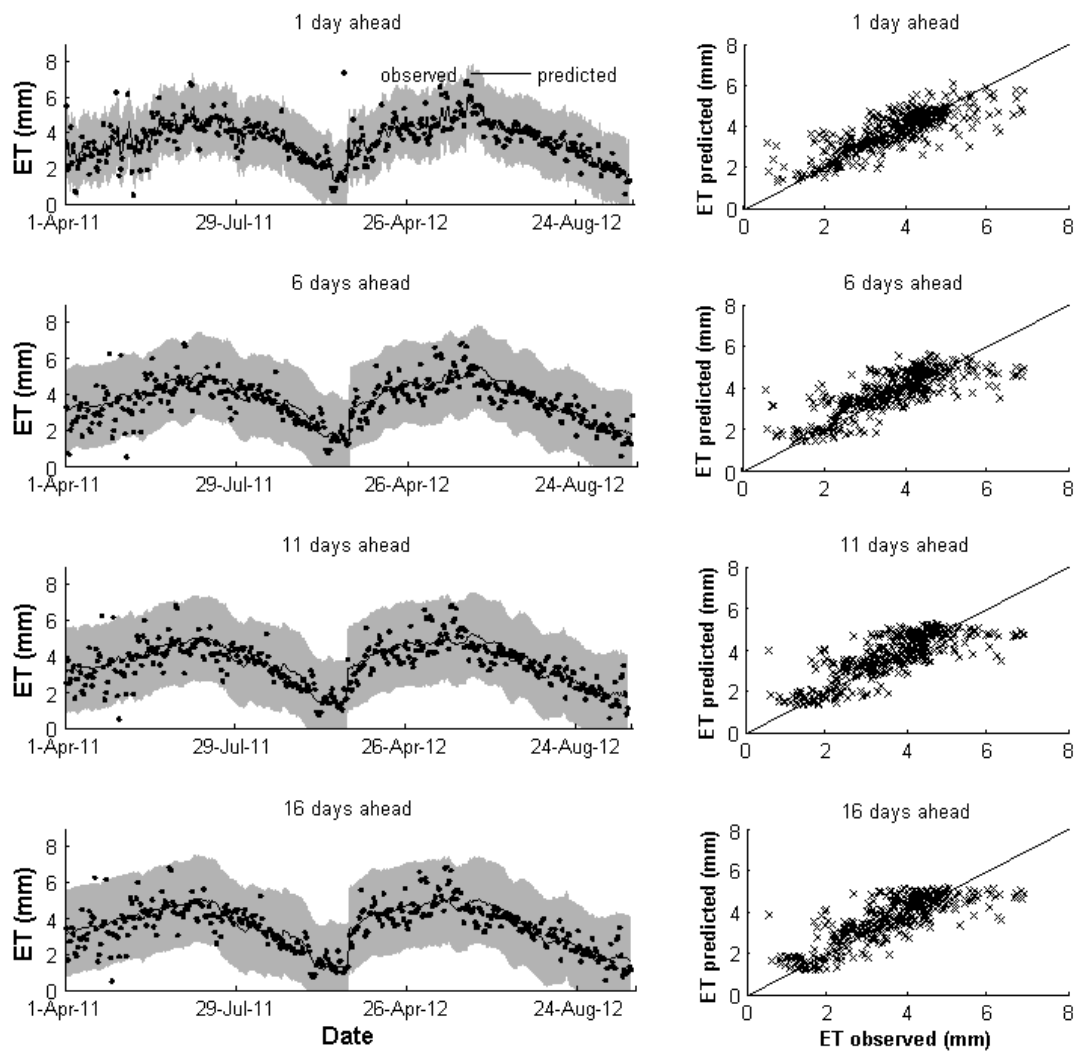 1 day ahead
ET (mm)
8
6
4
2
0
observed
predicted
1-Apr-11
29-Jul-11
26-Apr-12
24-Aug-12
1 day ahead
ET predicted (mm)
8
6
4
2
0
0
2
4
6
8
6 days ahead
ET (mm)
8
6
4
2
0
1-Apr-11
29-Jul-11
26-Apr-12
24-Aug-12
6 days ahead
ET predicted (mm)
8
6
4
2
0
0
2
4
6
8
11 days ahead
ET (mm)
8
6
4
2
0
1-Apr-11
29-Jul-11
26-Apr-12
24-Aug-12
11 days ahead
ET predicted (mm)
8
6
4
2
0
0
2
4
6
8
16 days ahead
ET (mm)
8
6
4
2
0
1-Apr-11
29-Jul-11
26-Apr-12
24-Aug-12
Date
16 days ahead
ET predicted (mm)
8
6
4
2
0
0
2
4
6
8
ET observed (mm)